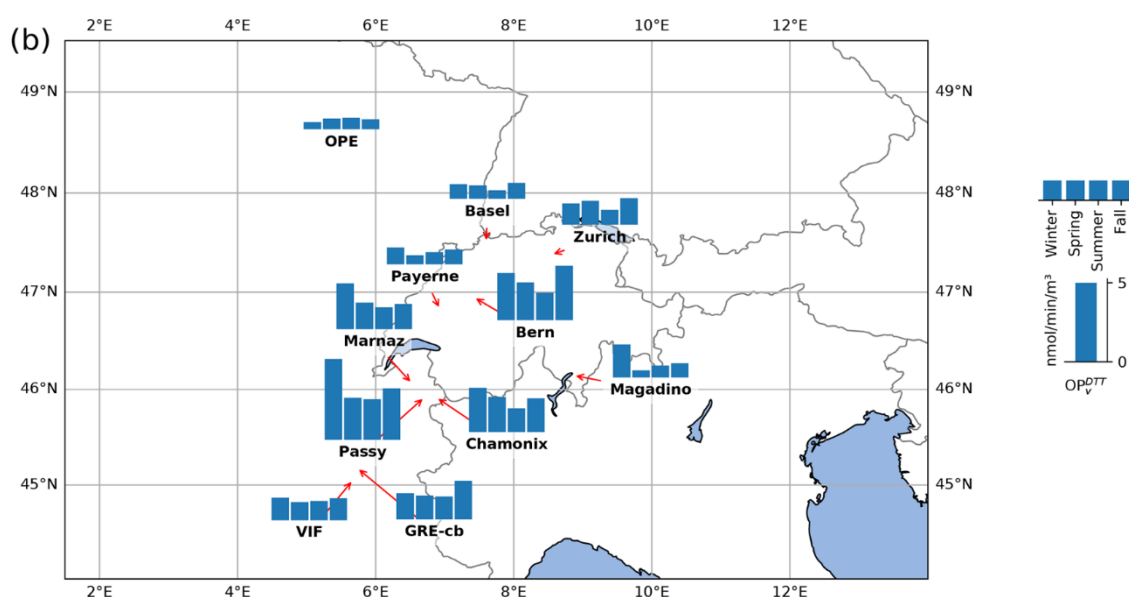 (b)
2°E 4°E 6°E 8°E 10°E 12°E
49°N 49°N
OPE
48°N 48°N
Basel
Zurich
Winter
Spring
Summer
Fall
Payerne
47°N 47°N
Bern
Marnaz
nmol/min/m³
5
0
OP_v^DTT
46°N 46°N
Magadino
Chamonix
Passy
45°N 45°N
VIF
GRE-cb
2°E 4°E 6°E 8°E 10°E 12°E